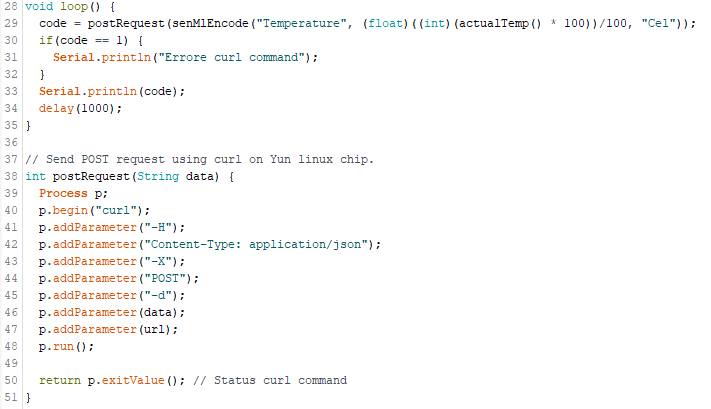 28 void loop() {
29   code = postRequest(senMlEncode("Temperature", (float)((int)(actualTemp() * 100))/100, "Cel"));
30   if(code == 1) {
31     Serial.println("Errore curl command");
32   }
33   Serial.println(code);
34   delay(1000);
35 }
36
37 // Send POST request using curl on Yun linux chip.
38 int postRequest(String data) {
39   Process p;
40   p.begin("curl");
41   p.addParameter("-H");
42   p.addParameter("Content-Type: application/json");
43   p.addParameter("-X");
44   p.addParameter("POST");
45   p.addParameter("-d");
46   p.addParameter(data);
47   p.addParameter(url);
48   p.run();
49
50   return p.exitValue(); // Status curl command
51 }